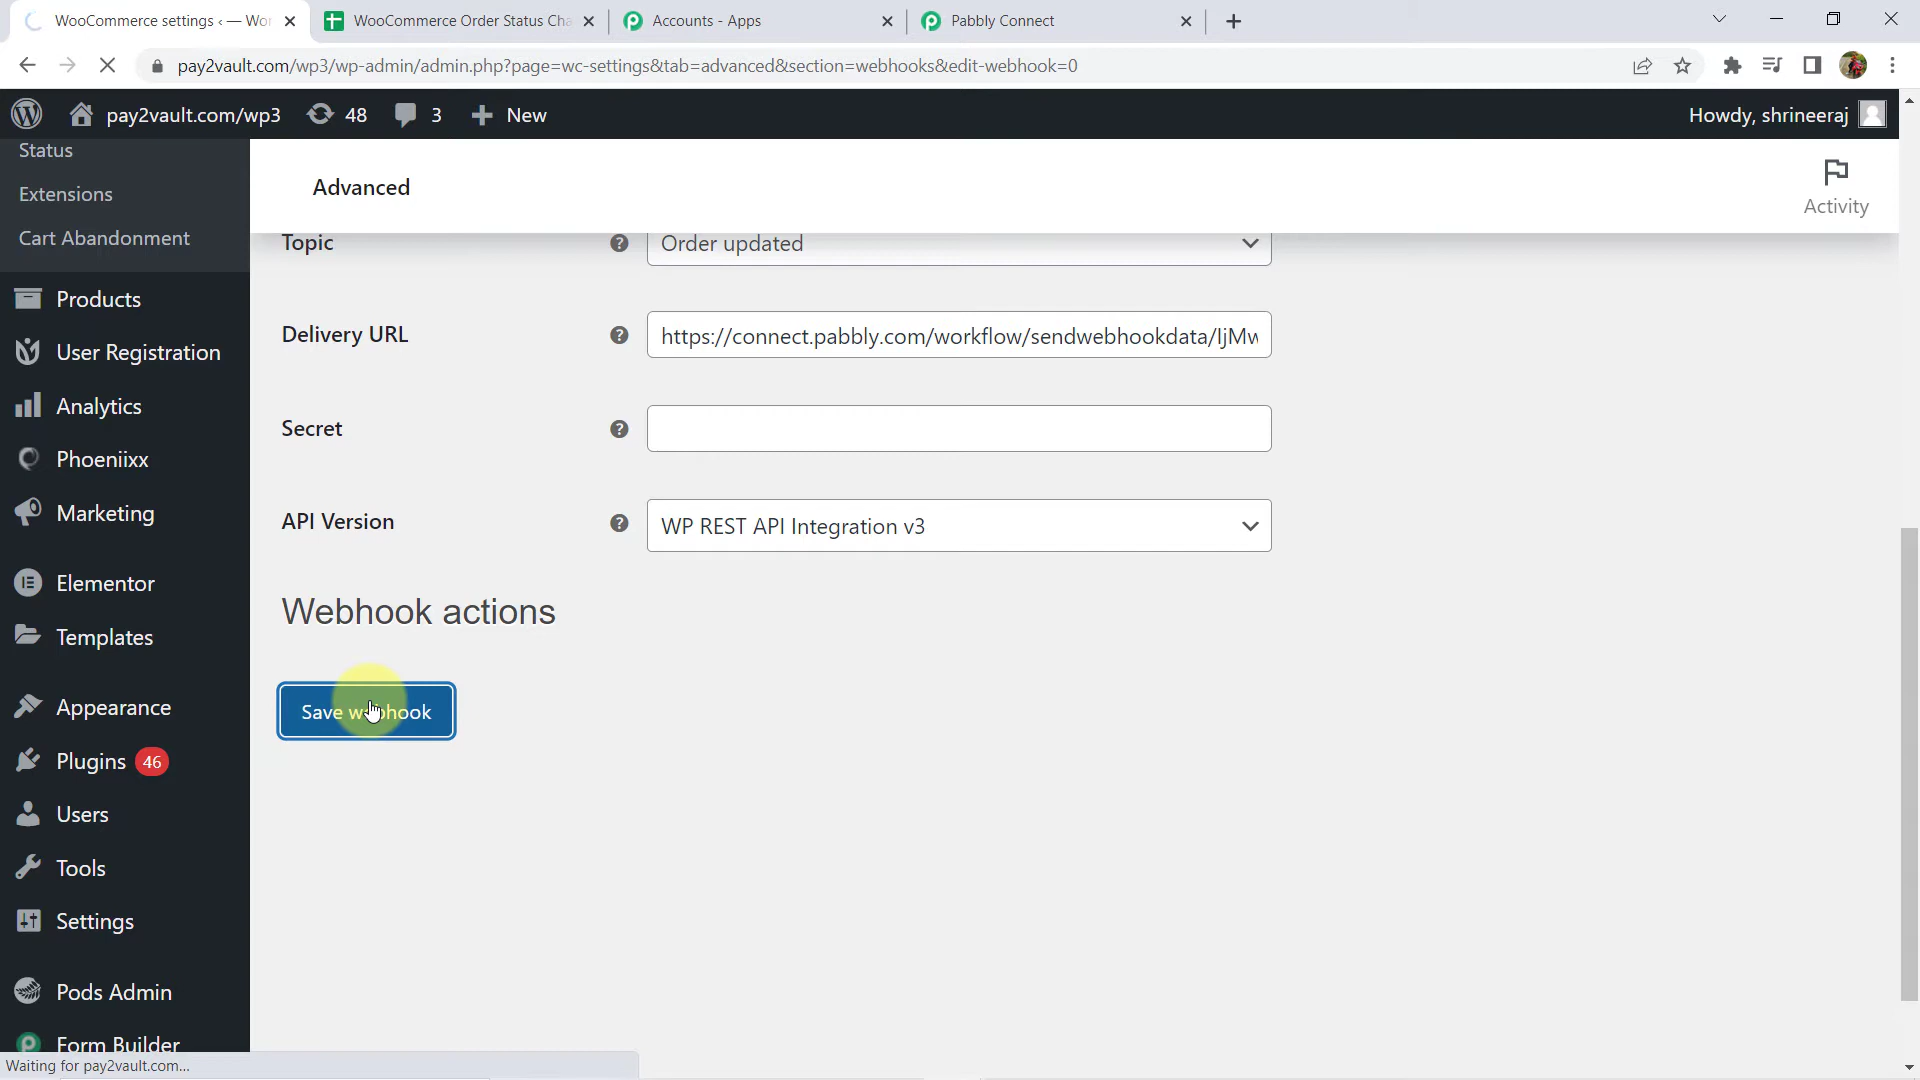 WooCommerce settings ‹ — Wor
WooCommerce Order Status Cha
Accounts - Apps
Pabbly Connect
pay2vault.com/wp3/wp-admin/admin.php?page=wc-settings&tab=advanced&section=webhooks&edit-webhook=0
pay2vault.com/wp3
48
3
New
Howdy, shrineeraj
Status
Extensions
Cart Abandonment
Products
User Registration
Analytics
Phoeniixx
Marketing
Elementor
Templates
Appearance
Plugins 46
Users
Tools
Settings
Pods Admin
Form Builder
Advanced
Activity
Topic
Order updated
Delivery URL
https://connect.pabbly.com/workflow/sendwebhookdata/IjMw
Secret
API Version
WP REST API Integration v3
Webhook actions
Save webhook
Waiting for pay2vault.com...